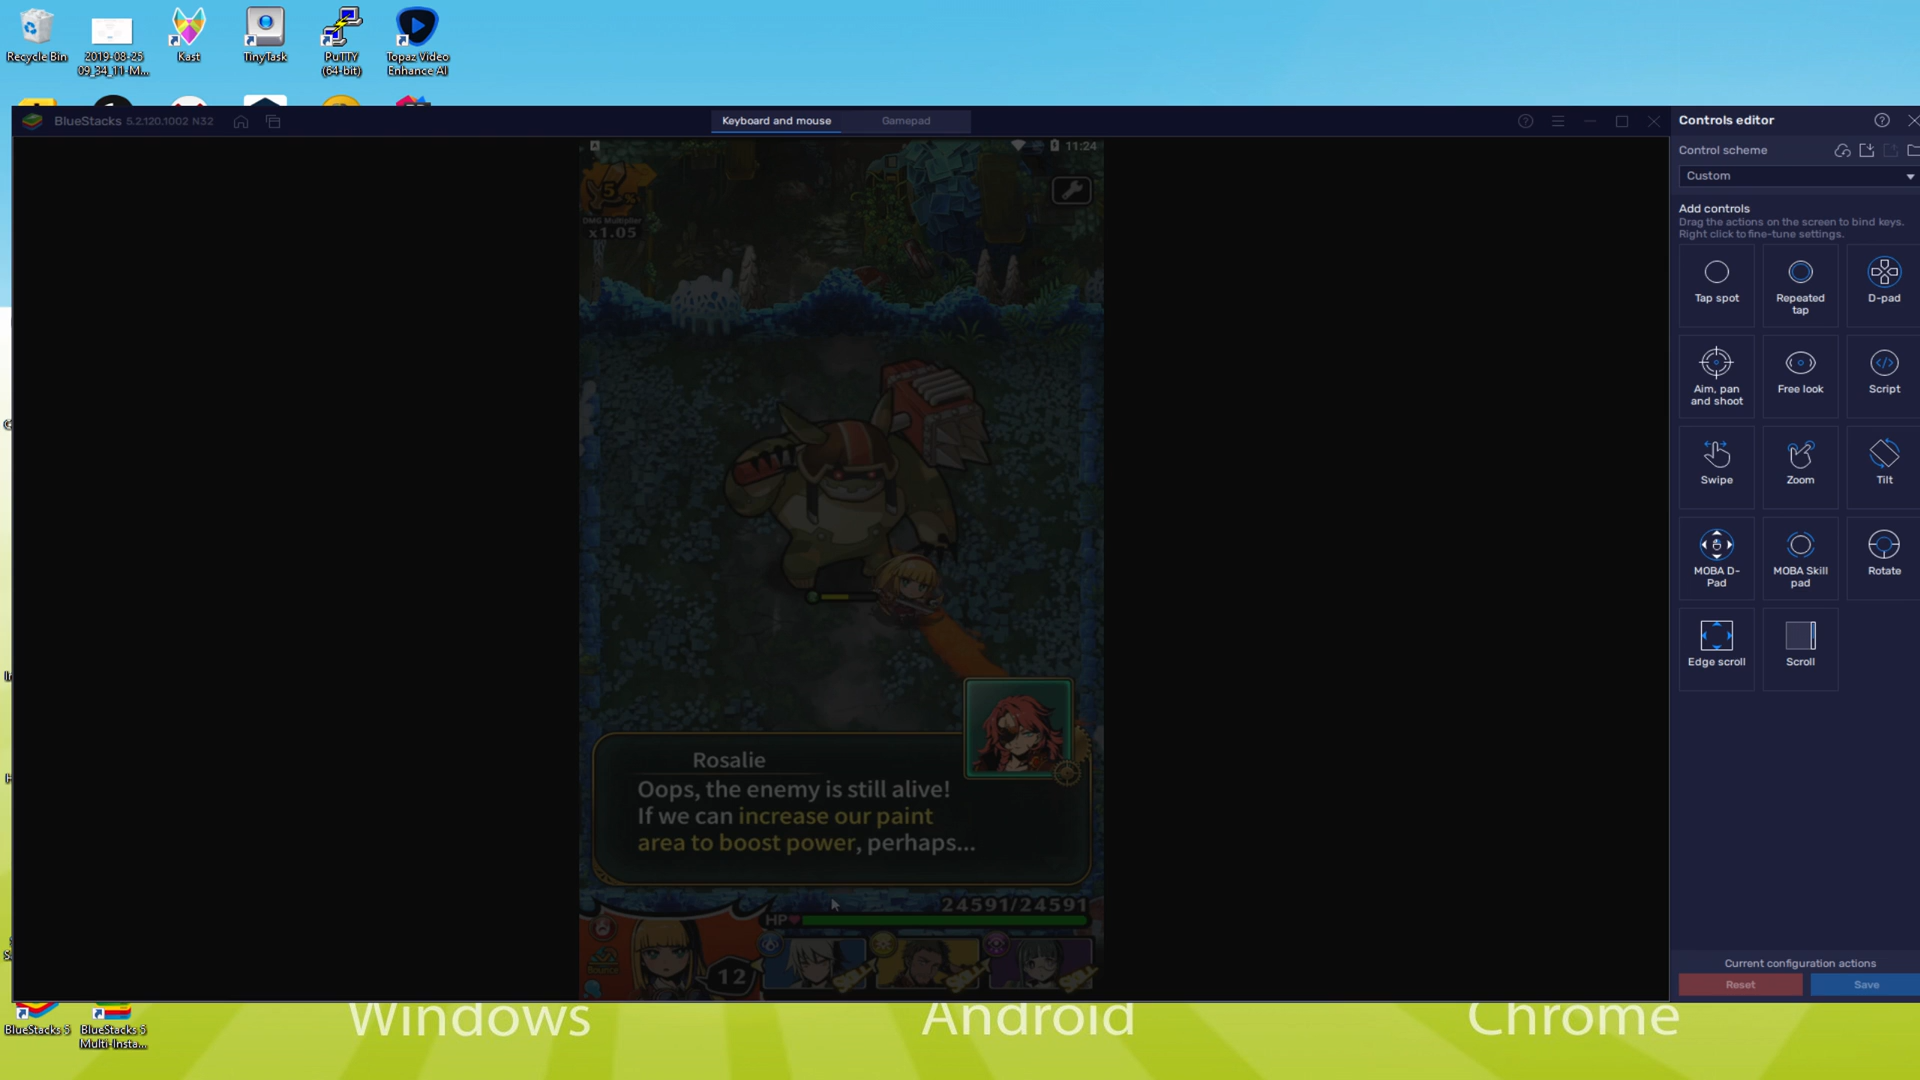 Recycle Bin
2019-08-25
09_34_11-M...
Kast
TinyTask
PuTTY
(64-bit)
Topaz Video
Enhance AI
BlueStacks 5.2.120.1002 N32
Keyboard and mouse
Gamepad
Controls editor
Control scheme
Custom
Add controls
Drag the actions on the screen to bind keys.
Right click to fine-tune settings.
Tap spot
Repeated
tap
D-pad
Aim, pan
and shoot
Free look
Script
Swipe
Zoom
Tilt
MOBA D-
Pad
MOBA Skill
pad
Rotate
Edge scroll
Scroll
Current configuration actions
Reset
Save
11:24
5
DMG Multiplier
x1.05
Rosalie
Oops, the enemy is still alive!
If we can increase our paint
area to boost power, perhaps...
24591/24591
HP
Bounce
12
BlueStacks 5
BlueStacks 5
Multi-Insta...
Windows
Android
Chrome